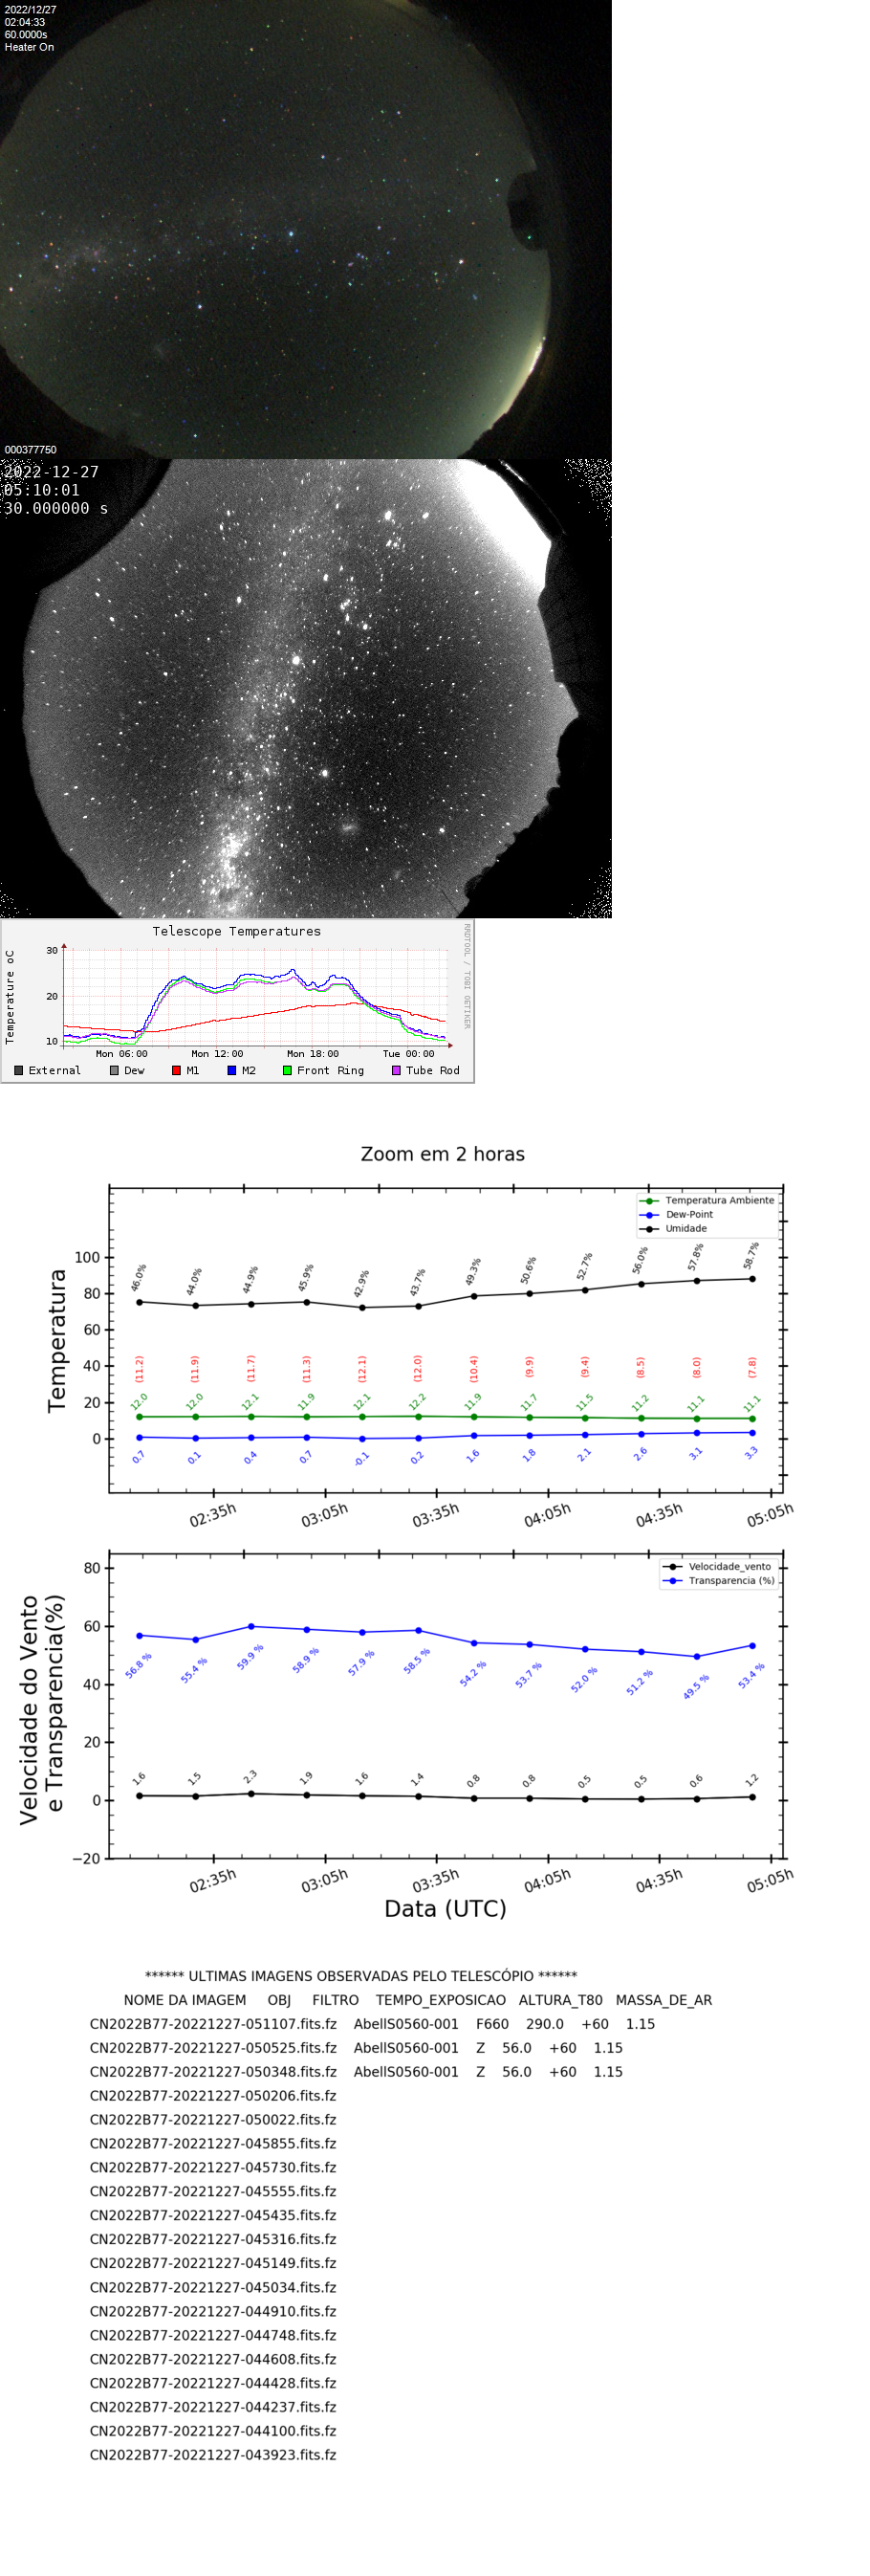 2022/12/27
02:04:33
60.0000s
Heater On
000377750
2022-12-27
05:10:01
30.000000 s
Telescope Temperatures
RRDTOOL / TOBI OETIKER
Temperature oC
30
20
10
Mon 06:00 Mon 12:00 Mon 18:00 Tue 00:00
External Dew M1 M2 Front Ring Tube Rod
Zoom em 2 horas
Temperatura Ambiente
Dew-Point
Umidade
Temperatura
100
80
60
40
20
0
46.0% 44.0% 44.9% 45.9% 42.9% 43.7% 49.3% 50.6% 52.7% 56.0% 57.8% 58.7%
(11.2) (11.9) (11.7) (11.3) (12.1) (12.0) (10.4) (9.9) (9.4) (8.5) (8.0) (7.8)
12.0 12.0 12.1 11.9 12.1 12.2 11.9 11.7 11.5 11.2 11.1 11.1
0.7 0.1 0.4 0.7 -0.1 0.2 1.6 1.8 2.1 2.6 3.1 3.3
02:35h 03:05h 03:35h 04:05h 04:35h 05:05h
Velocidade_vento
Transparencia (%)
Velocidade do Vento
e Transparencia(%)
80
60
40
20
0
−20
56.8 % 55.4 % 59.9 % 58.9 % 57.9 % 58.5 % 54.2 % 53.7 % 52.0 % 51.2 % 49.5 % 53.4 %
1.6 1.5 2.3 1.9 1.6 1.4 0.8 0.8 0.5 0.5 0.6 1.2
02:35h 03:05h 03:35h 04:05h 04:35h 05:05h
Data (UTC)
****** ULTIMAS IMAGENS OBSERVADAS PELO TELESCÓPIO ******
NOME DA IMAGEM OBJ FILTRO TEMPO_EXPOSICAO ALTURA_T80 MASSA_DE_AR
CN2022B77-20221227-051107.fits.fz AbellS0560-001 F660 290.0 +60 1.15
CN2022B77-20221227-050525.fits.fz AbellS0560-001 Z 56.0 +60 1.15
CN2022B77-20221227-050348.fits.fz AbellS0560-001 Z 56.0 +60 1.15
CN2022B77-20221227-050206.fits.fz
CN2022B77-20221227-050022.fits.fz
CN2022B77-20221227-045855.fits.fz
CN2022B77-20221227-045730.fits.fz
CN2022B77-20221227-045555.fits.fz
CN2022B77-20221227-045435.fits.fz
CN2022B77-20221227-045316.fits.fz
CN2022B77-20221227-045149.fits.fz
CN2022B77-20221227-045034.fits.fz
CN2022B77-20221227-044910.fits.fz
CN2022B77-20221227-044748.fits.fz
CN2022B77-20221227-044608.fits.fz
CN2022B77-20221227-044428.fits.fz
CN2022B77-20221227-044237.fits.fz
CN2022B77-20221227-044100.fits.fz
CN2022B77-20221227-043923.fits.fz